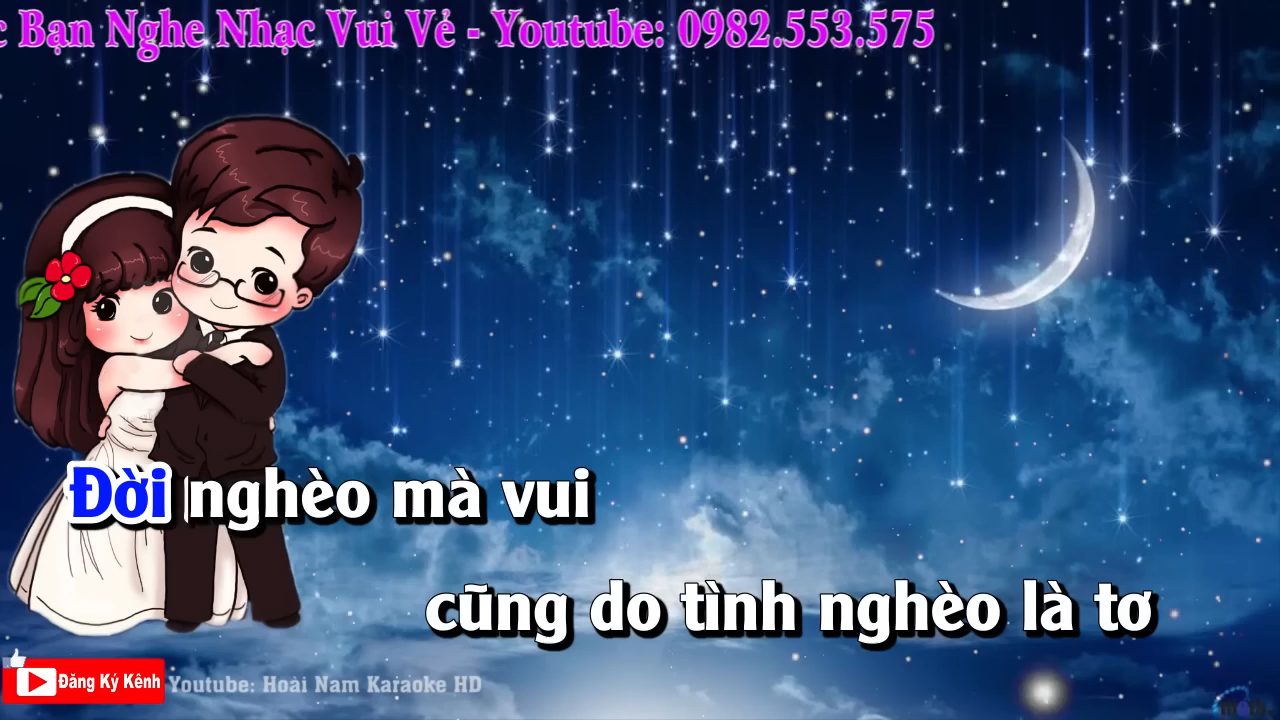 Bạn Nghe Nhạc Vui Vẻ - Youtube: 0982.553.575
Đời nghèo mà vui
cũng do tình nghèo là tơ
Đăng Ký Kênh
Youtube: Hoài Nam Karaoke HD